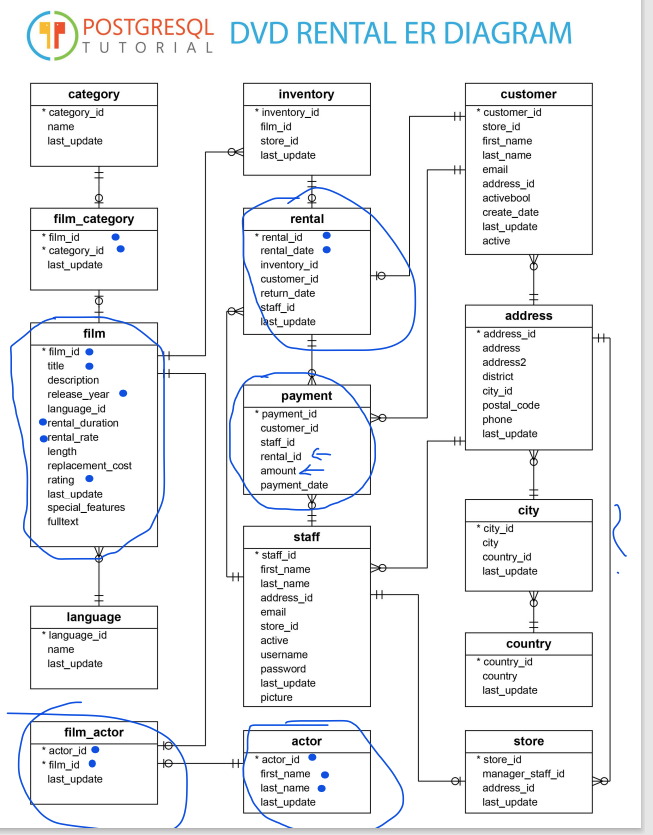 POSTGRESQL
TUTORIAL
DVD RENTAL ER DIAGRAM
category
* category_id
name
last_update
film_category
* film_id
* category_id
last_update
film
* film_id
title
description
release_year
language_id
rental_duration
rental_rate
length
replacement_cost
rating
last_update
special_features
fulltext
language
* language_id
name
last_update
film_actor
* actor_id
* film_id
last_update
inventory
* inventory_id
film_id
store_id
last_update
rental
* rental_id
rental_date
inventory_id
customer_id
return_date
staff_id
last_update
payment
* payment_id
customer_id
staff_id
rental_id
amount
payment_date
staff
* staff_id
first_name
last_name
address_id
email
store_id
active
username
password
last_update
picture
actor
* actor_id
first_name
last_name
last_update
customer
* customer_id
store_id
first_name
last_name
email
address_id
activebool
create_date
last_update
active
address
* address_id
address
address2
district
city_id
postal_code
phone
last_update
city
* city_id
city
country_id
last_update
country
* country_id
country
last_update
store
* store_id
manager_staff_id
address_id
last_update